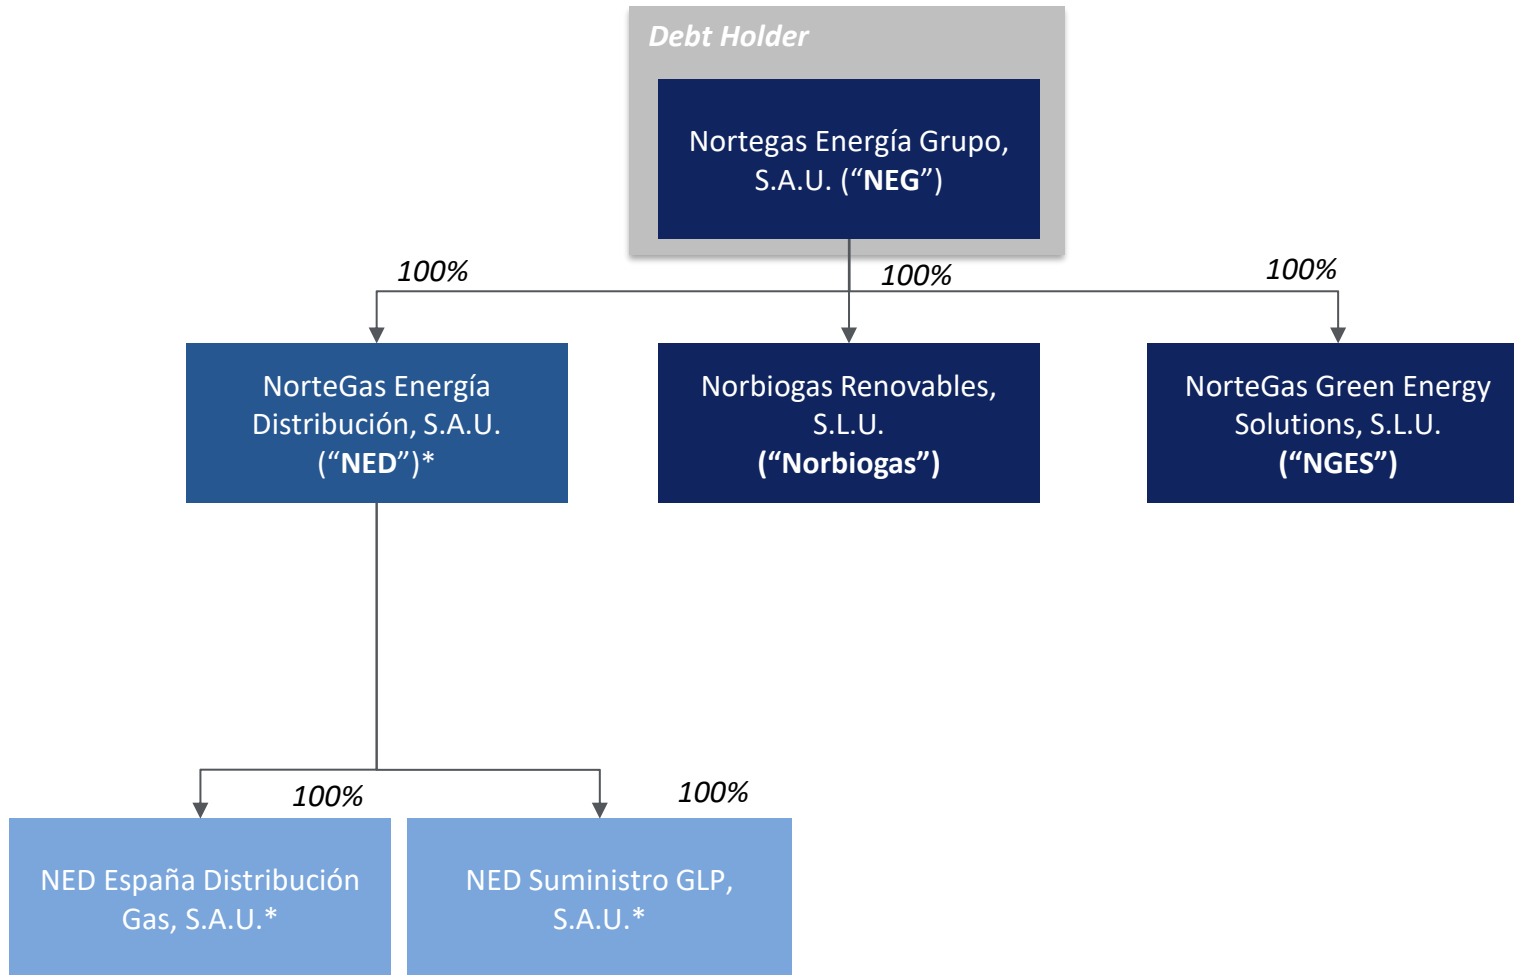 Debt Holder
Nortegas Energía Grupo,
S.A.U. (“NEG”)
100%
100%
100%
NorteGas Energía
Distribución, S.A.U.
(“NED”)*
Norbiogas Renovables,
S.L.U.
(“Norbiogas”)
NorteGas Green Energy
Solutions, S.L.U.
(“NGES”)
100%
100%
NED España Distribución
Gas, S.A.U.*
NED Suministro GLP,
S.A.U.*